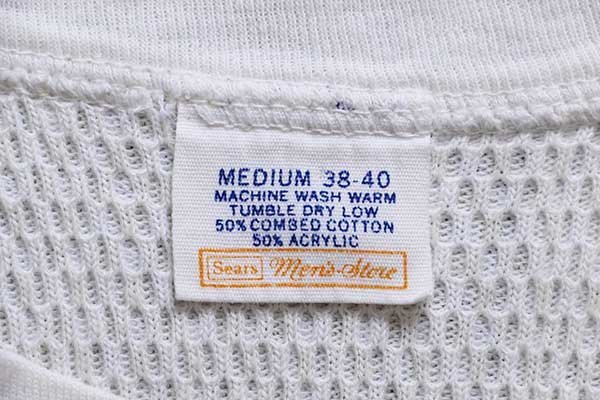 MEDIUM 38-40
MACHINE WASH WARM
TUMBLE DRY LOW
50% COMBED COTTON
50% ACRYLIC
Sears Men's-Store